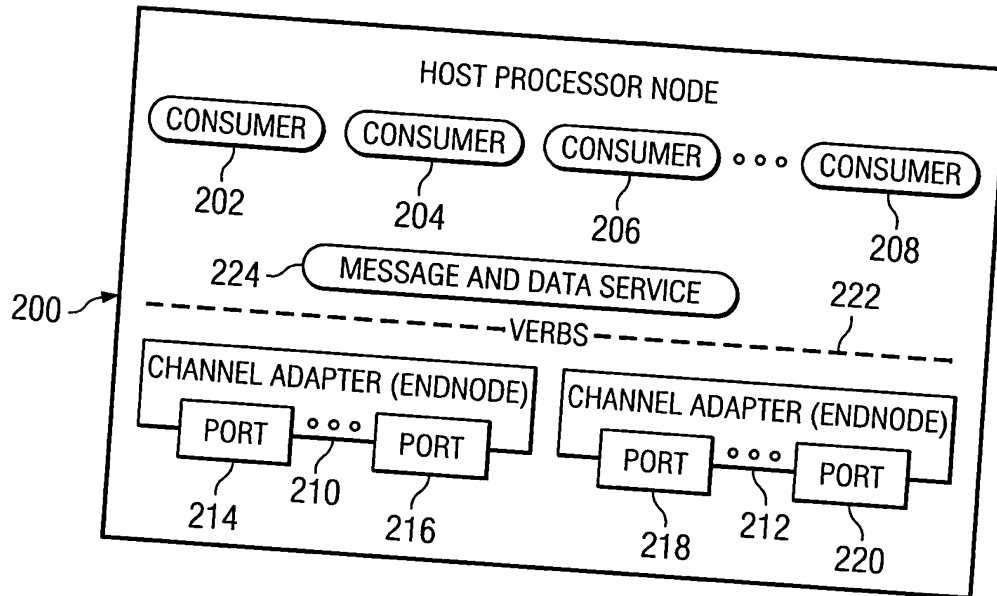 HOST PROCESSOR NODE
CONSUMER CONSUMER CONSUMER CONSUMER
202 204 206 208
224 MESSAGE AND DATA SERVICE 222
200
VERBS
CHANNEL ADAPTER (ENDNODE) CHANNEL ADAPTER (ENDNODE)
PORT PORT PORT PORT
214 210 216 218 212 220